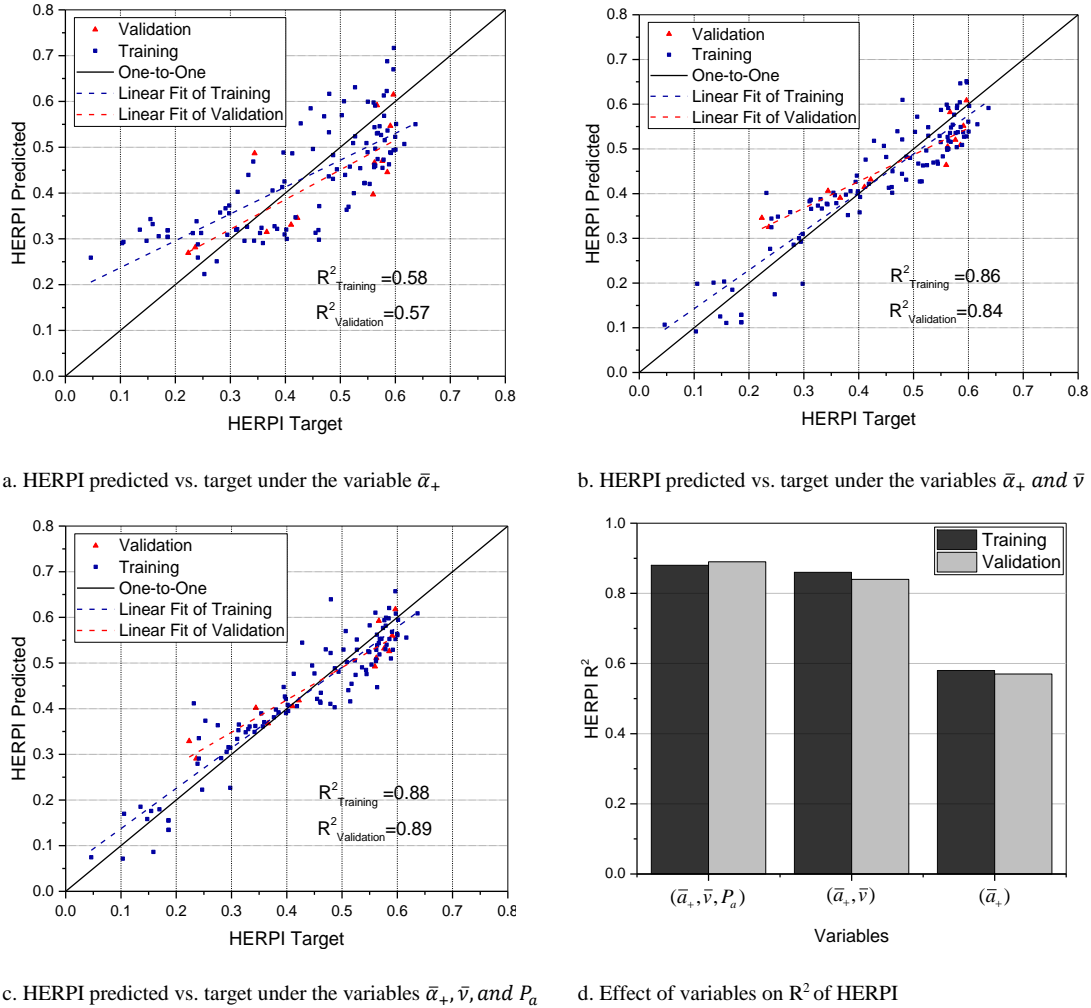 0.8
0.7
0.6
0.5
0.4
0.3
0.2
0.1
0.0
HERPI Predicted
Validation
Training
One-to-One
Linear Fit of Training
Linear Fit of Validation
R²Training=0.58
R²Validation=0.57
0.0 0.1 0.2 0.3 0.4 0.5 0.6 0.7 0.8
HERPI Target
a. HERPI predicted vs. target under the variable ᾱ₊
0.8
0.7
0.6
0.5
0.4
0.3
0.2
0.1
0.0
HERPI Predicted
Validation
Training
One-to-One
Linear Fit of Training
Linear Fit of Validation
R²Training=0.86
R²Validation=0.84
0.0 0.1 0.2 0.3 0.4 0.5 0.6 0.7 0.8
HERPI Target
b. HERPI predicted vs. target under the variables ᾱ₊ and v̄
0.8
0.7
0.6
0.5
0.4
0.3
0.2
0.1
0.0
HERPI Predicted
Validation
Training
One-to-One
Linear Fit of Training
Linear Fit of Validation
R²Training=0.88
R²Validation=0.89
0.0 0.1 0.2 0.3 0.4 0.5 0.6 0.7 0.8
HERPI Target
c. HERPI predicted vs. target under the variables ᾱ₊, v̄, and Pₐ
1.0
0.8
0.6
0.4
0.2
0.0
HERPI R²
Training
Validation
(ā₊,v̄,Pₐ) (ā₊,v̄) (ā₊)
Variables
d. Effect of variables on R² of HERPI